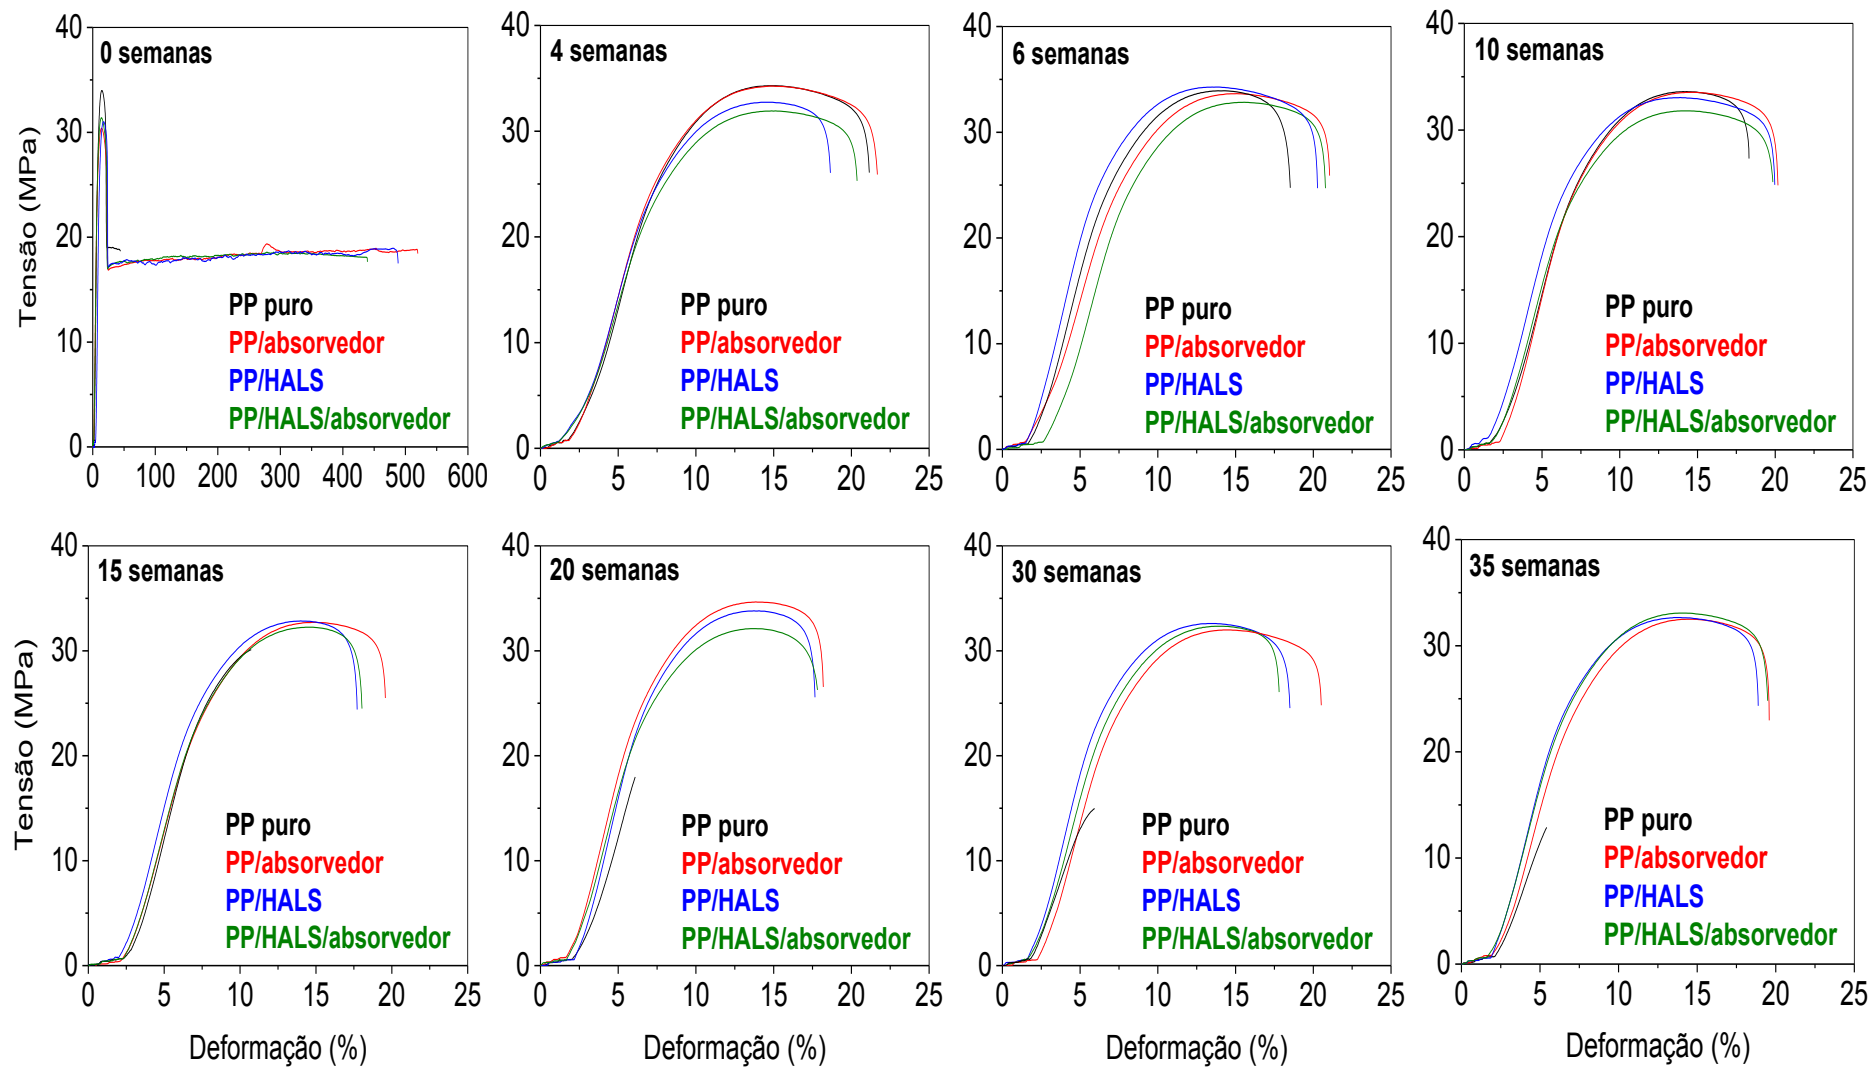 0 semanas
40
30
20
10
0
Tensão (MPa)
PP puro
PP/absorvedor
PP/HALS
PP/HALS/absorvedor
0 100 200 300 400 500 600
4 semanas
40
30
20
10
0
PP puro
PP/absorvedor
PP/HALS
PP/HALS/absorvedor
0 5 10 15 20 25
6 semanas
40
30
20
10
0
PP puro
PP/absorvedor
PP/HALS
PP/HALS/absorvedor
0 5 10 15 20 25
10 semanas
40
30
20
10
0
PP puro
PP/absorvedor
PP/HALS
PP/HALS/absorvedor
0 5 10 15 20 25
15 semanas
40
30
20
10
0
Tensão (MPa)
PP puro
PP/absorvedor
PP/HALS
PP/HALS/absorvedor
0 5 10 15 20 25
Deformação (%)
20 semanas
40
30
20
10
0
PP puro
PP/absorvedor
PP/HALS
PP/HALS/absorvedor
0 5 10 15 20 25
Deformação (%)
30 semanas
40
30
20
10
0
PP puro
PP/absorvedor
PP/HALS
PP/HALS/absorvedor
0 5 10 15 20 25
Deformação (%)
35 semanas
40
30
20
10
0
PP puro
PP/absorvedor
PP/HALS
PP/HALS/absorvedor
0 5 10 15 20 25
Deformação (%)